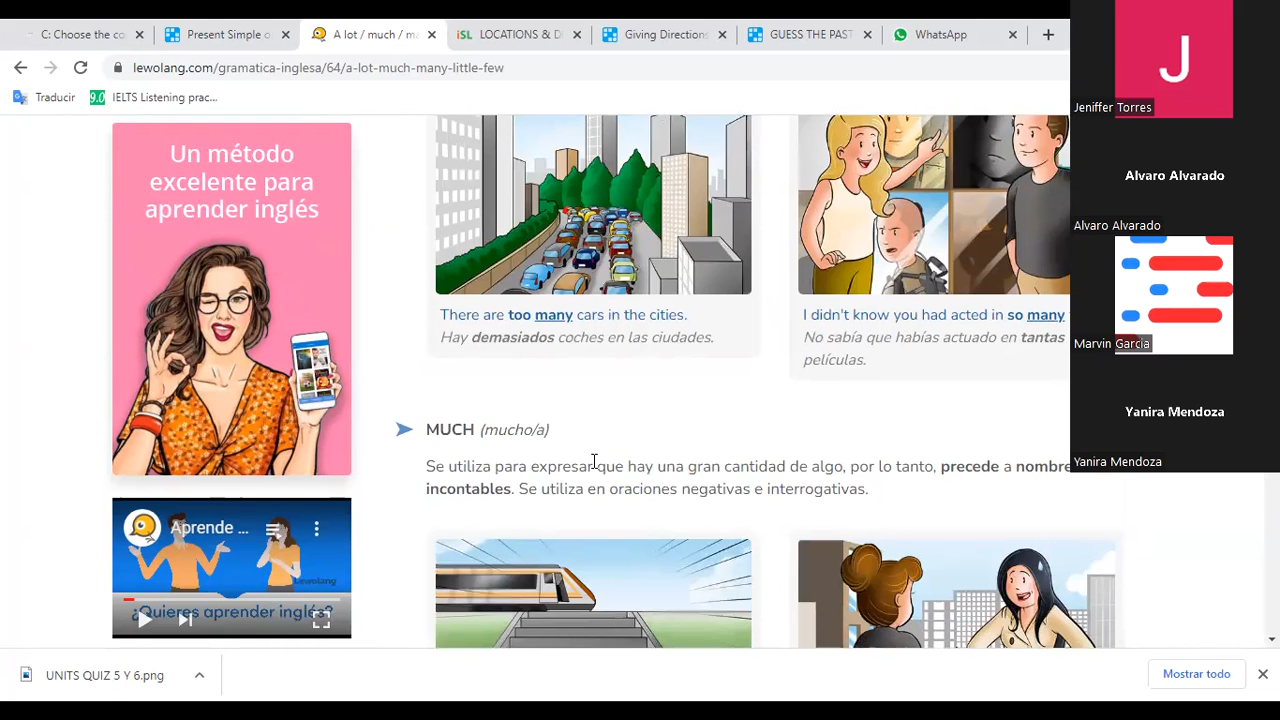 C: Choose the co
Present Simple o
A lot / much / ma
iSL LOCATIONS & D
Giving Directions
GUESS THE PAST
WhatsApp
lewolang.com/gramatica-inglesa/64/a-lot-much-many-little-few
Traducir
9.0 IELTS Listening prac...
Un método
excelente para
aprender inglés
There are too many cars in the cities.
Hay demasiados coches en las ciudades.
I didn't know you had acted in so many
No sabía que habías actuado en tantas
películas.
MUCH (mucho/a)
Se utiliza para expresar que hay una gran cantidad de algo, por lo tanto, precede a nombre
incontables. Se utiliza en oraciones negativas e interrogativas.
Aprende ...
Lewolang
¿Quieres aprender inglés?
UNITS QUIZ 5 Y 6.png
Mostrar todo
J
Jeniffer Torres
Alvaro Alvarado
Alvaro Alvarado
Marvin Garcia
Yanira Mendoza
Yanira Mendoza